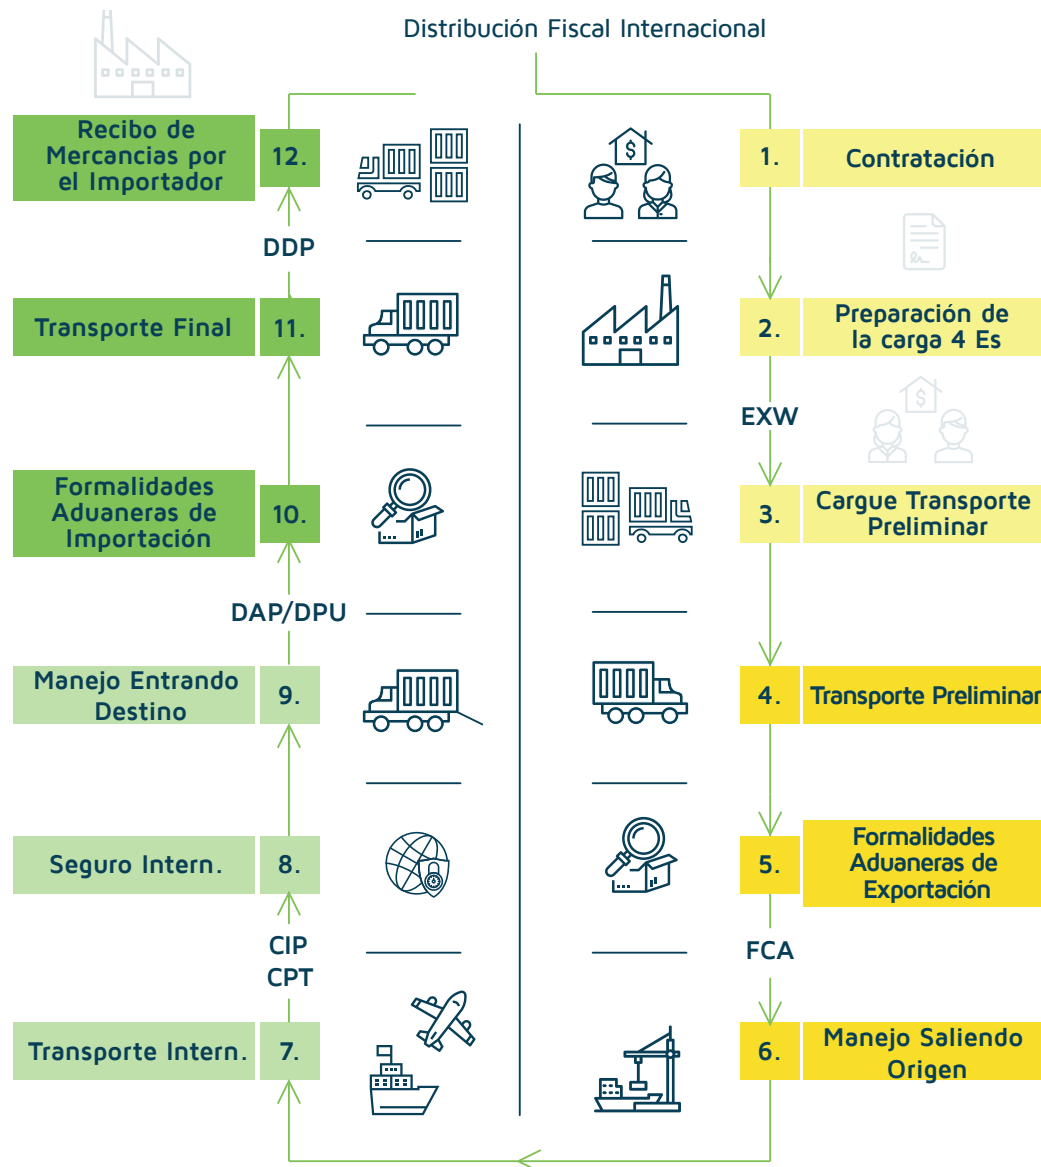 Distribución Fiscal Internacional
Recibo de
Mercancias por
el Importador
12.
DDP
Transporte Final
11.
Formalidades
Aduaneras de
Importación
10.
DAP/DPU
Manejo Entrando
Destino
9.
Seguro Intern.
8.
CIP
CPT
Transporte Intern.
7.
1.
Contratación
2.
Preparación de
la carga 4 Es
EXW
3.
Cargue Transporte
Preliminar
4.
Transporte Preliminar
5.
Formalidades
Aduaneras de
Exportación
FCA
6.
Manejo Saliendo
Origen